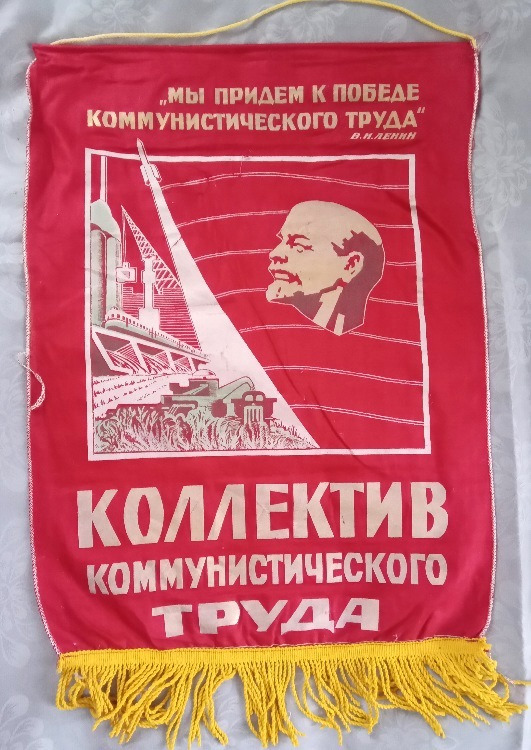 „МЫ ПРИДЕМ К ПОБЕДЕ
КОММУНИСТИЧЕСКОГО ТРУДА"
В.И.ЛЕНИН
КОЛЛЕКТИВ
КОММУНИСТИЧЕСКОГО
ТРУДА